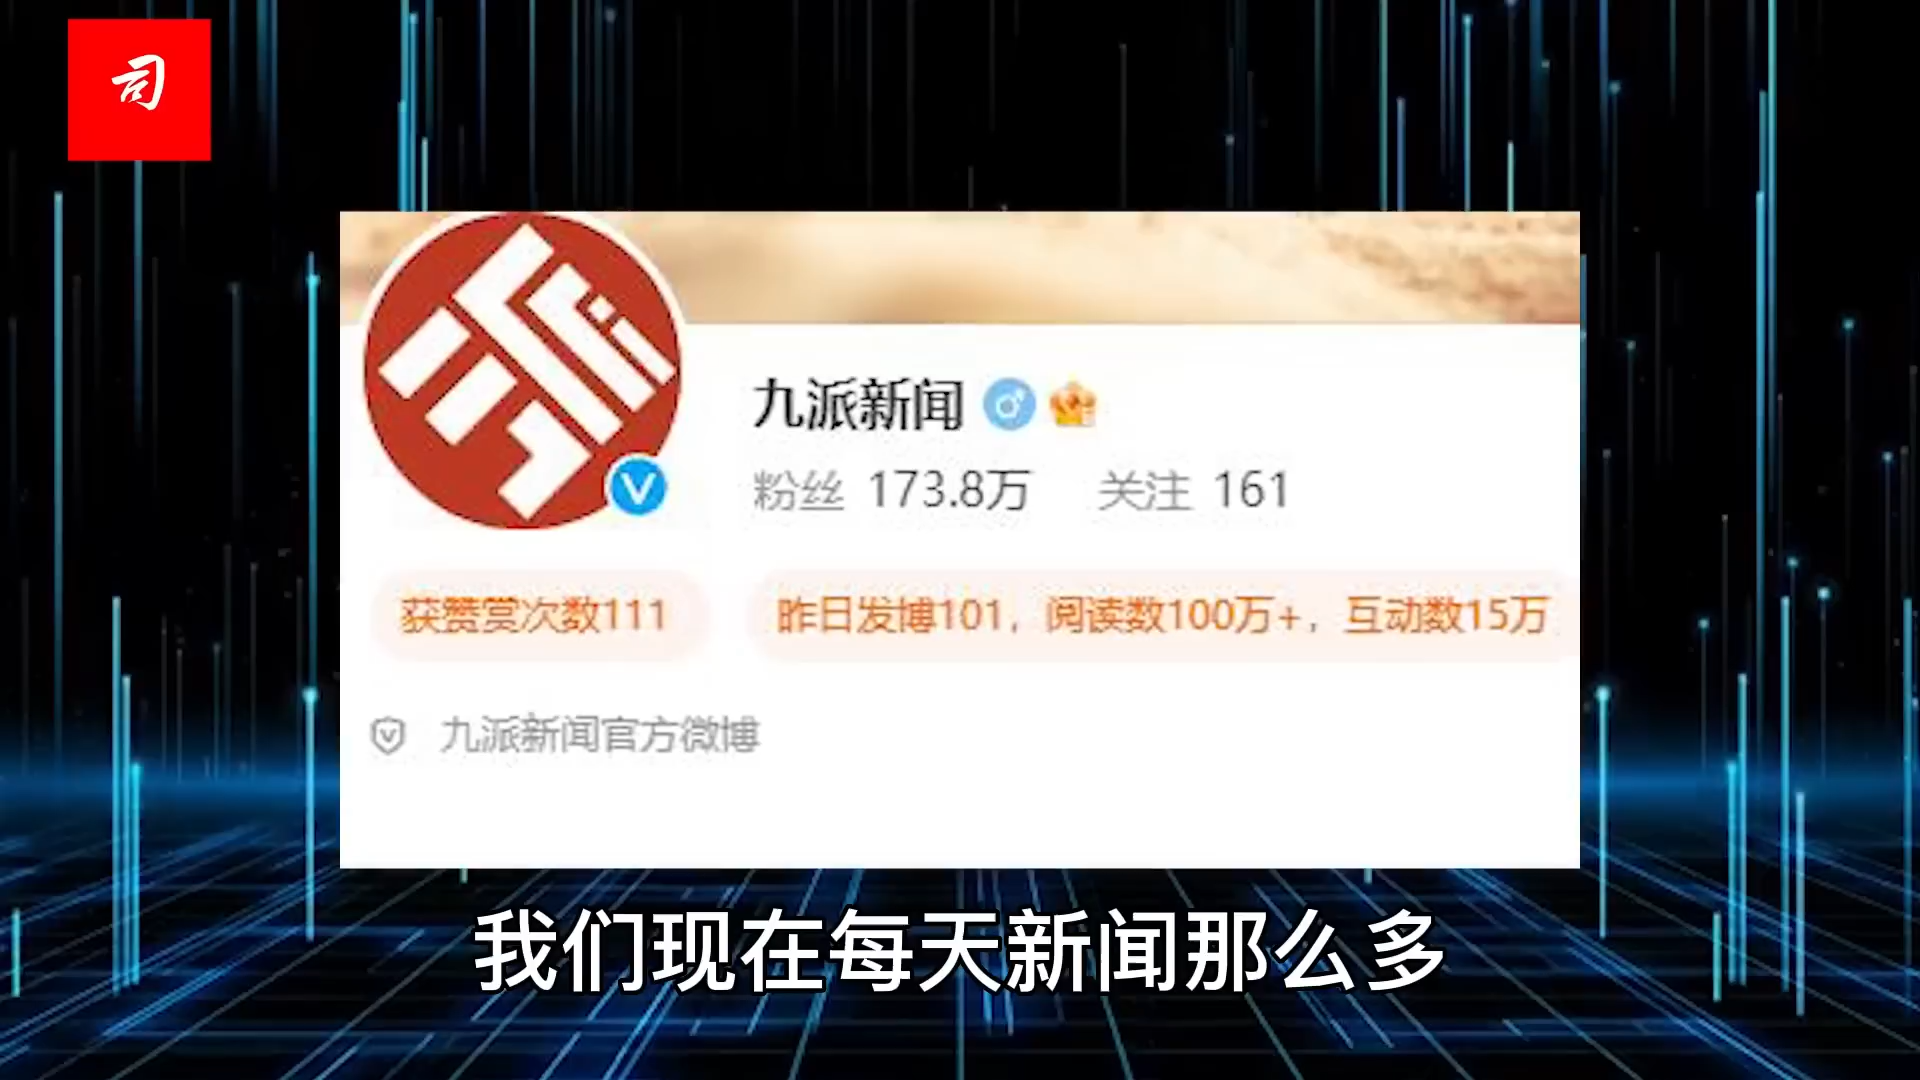 司
九派新闻
粉丝 173.8万 关注 161
获赞赏次数111 昨日发博101，阅读数100万+，互动数15万
九派新闻官方微博
我们现在每天新闻那么多